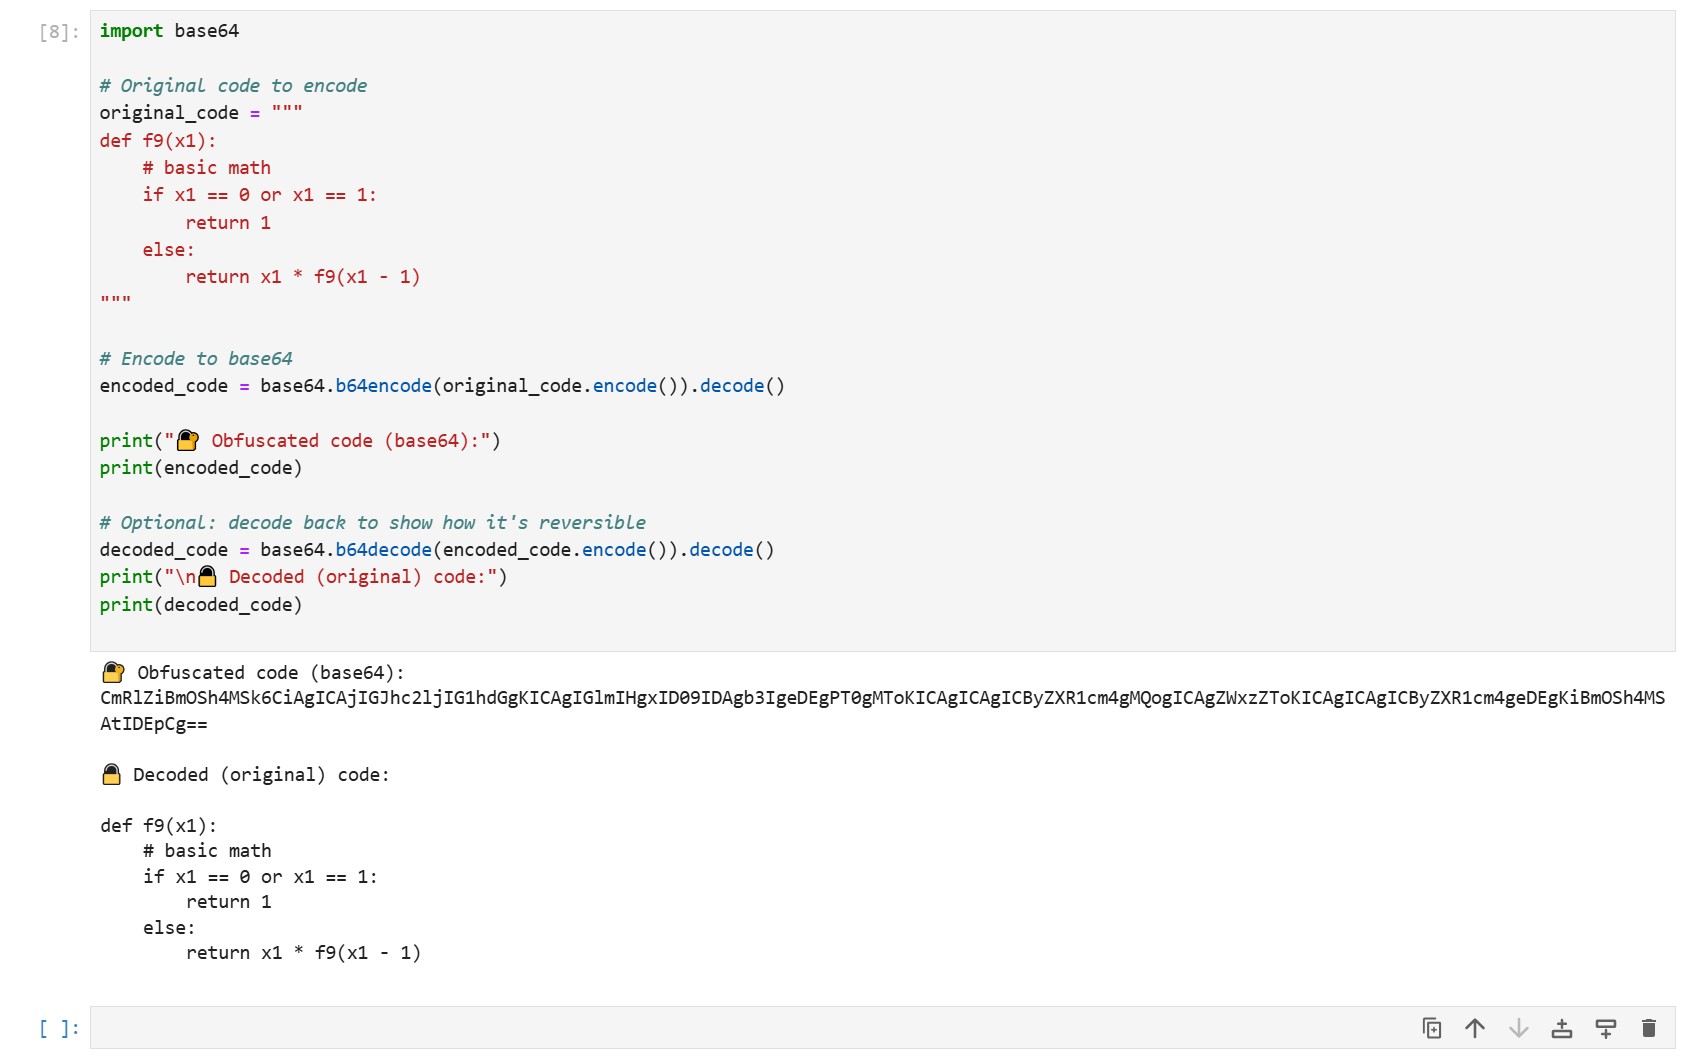 [8]:
import base64

# Original code to encode
original_code = """
def f9(x1):
    # basic math
    if x1 == 0 or x1 == 1:
        return 1
    else:
        return x1 * f9(x1 - 1)
"""

# Encode to base64
encoded_code = base64.b64encode(original_code.encode()).decode()

print("🔐 Obfuscated code (base64):")
print(encoded_code)

# Optional: decode back to show how it's reversible
decoded_code = base64.b64decode(encoded_code.encode()).decode()
print("\n🔒 Decoded (original) code:")
print(decoded_code)

🔐 Obfuscated code (base64):
CmRlZiBmOSh4MSk6CiAgICAjIGJhc2ljIG1hdGgKICAgIGlmIHgxID09IDAgb3IgeDEgPT0gMToKICAgICAgICByZXR1cm4gMQogICAgZWxzZToKICAgICAgICByZXR1cm4geDEgKiBmOSh4MS
AtIDEpCg==

🔒 Decoded (original) code:

def f9(x1):
    # basic math
    if x1 == 0 or x1 == 1:
        return 1
    else:
        return x1 * f9(x1 - 1)

[ ]: